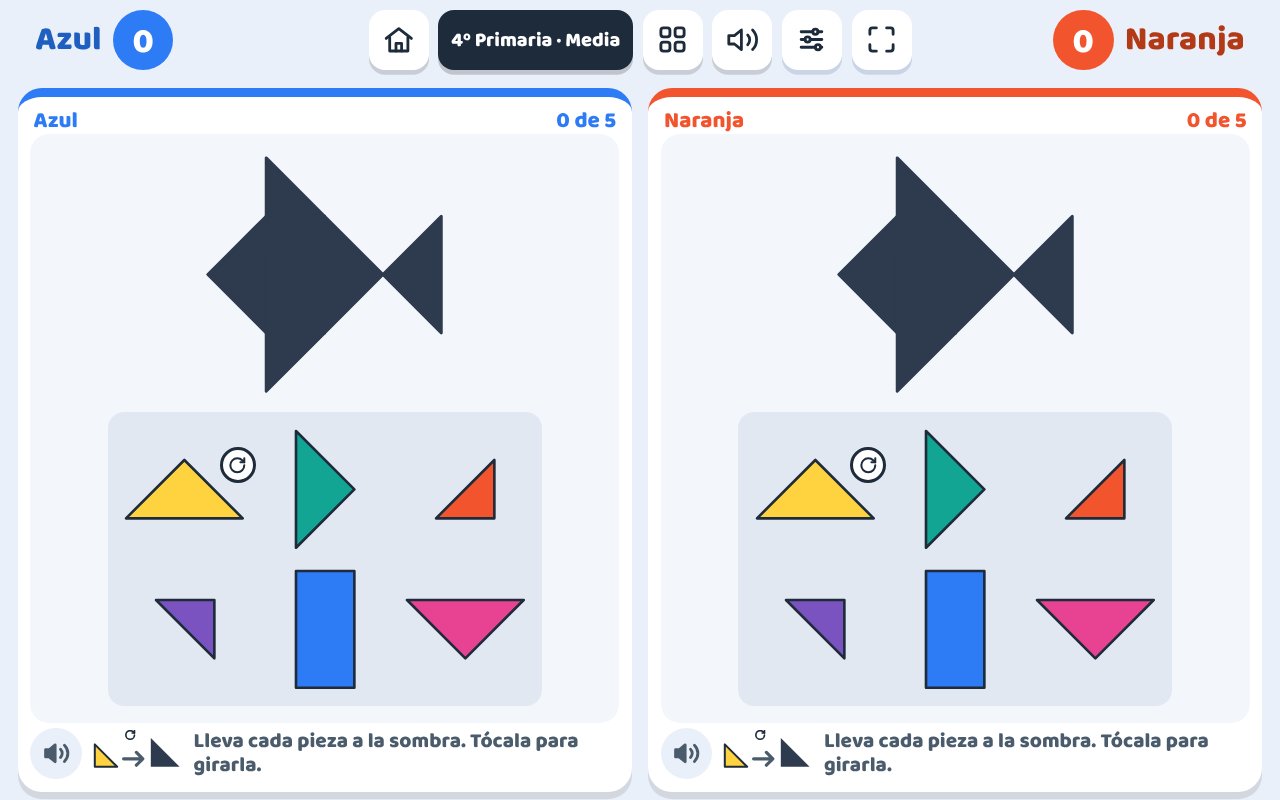 Azul 0
4º Primaria · Media
0 Naranja
Azul
0 de 5
Naranja
0 de 5
Lleva cada pieza a la sombra. Tócala para
girarla.
Lleva cada pieza a la sombra. Tócala para
girarla.